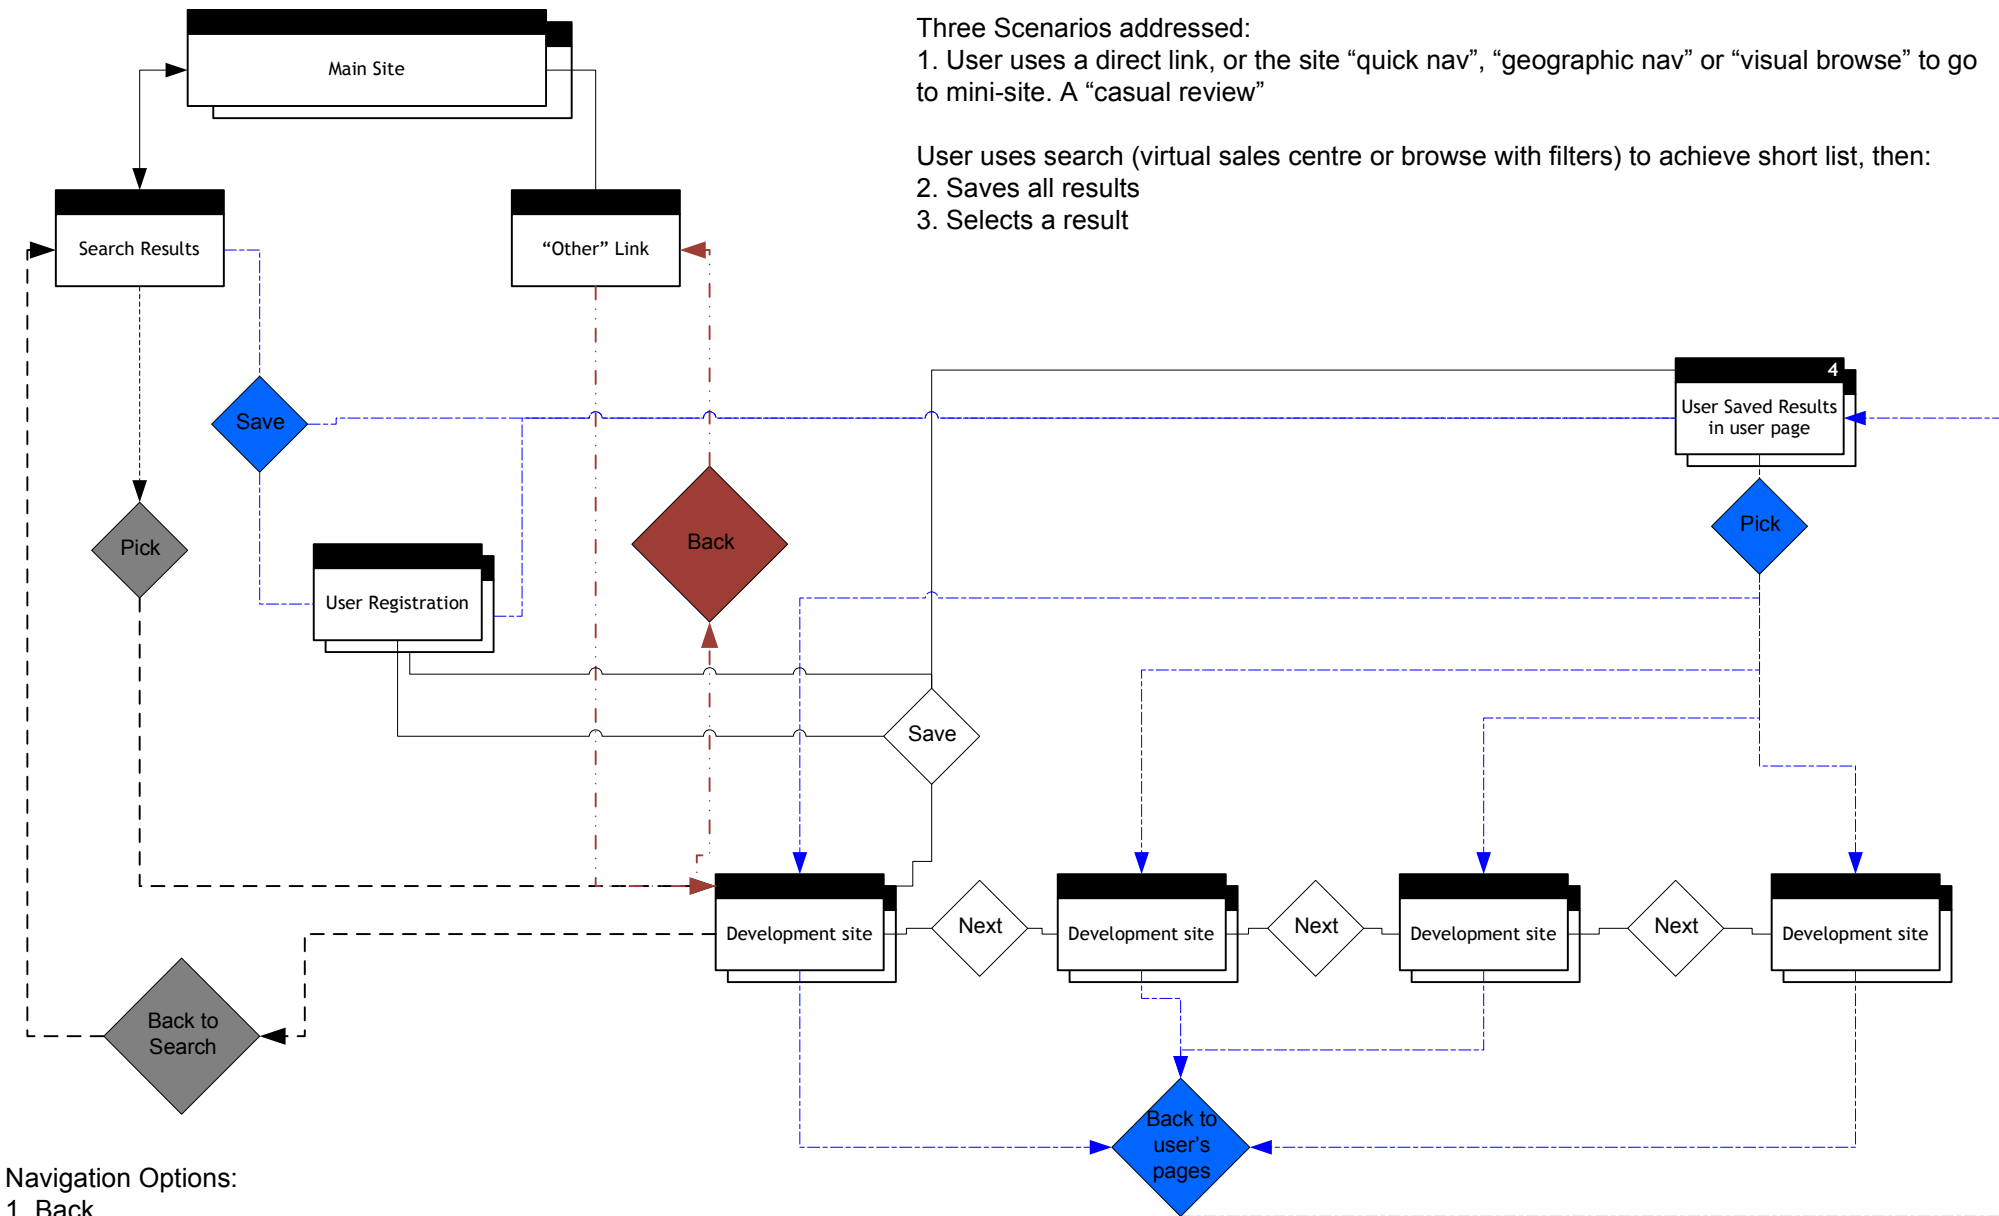 Three Scenarios addressed:
1. User uses a direct link, or the site “quick nav”, “geographic nav” or “visual browse” to go
to mini-site. A “casual review”
User uses search (virtual sales centre or browse with filters) to achieve short list, then:
2. Saves all results
3. Selects a result
Main Site
Search Results
“Other” Link
4
User Saved Results
in user page
Save
Pick
Pick
Back
User Registration
Save
Development site
Next
Development site
Next
Development site
Next
Development site
Back to
Search
Back to
user's
pages
Navigation Options:
1. Back